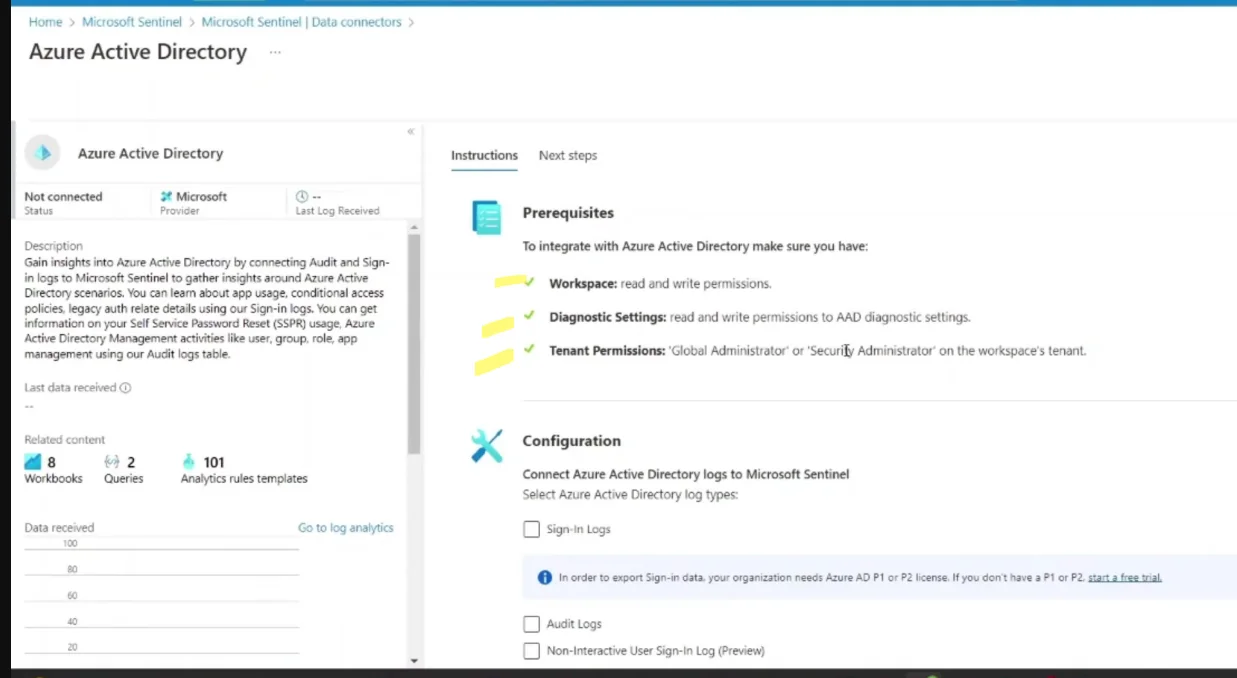 Home > Microsoft Sentinel > Microsoft Sentinel | Data connectors >
Azure Active Directory ...
«
Azure Active Directory
Not connected
Status
Microsoft
Provider
--
Last Log Received
Description
Gain insights into Azure Active Directory by connecting Audit and Sign-
in logs to Microsoft Sentinel to gather insights around Azure Active
Directory scenarios. You can learn about app usage, conditional access
policies, legacy auth relate details using our Sign-in logs. You can get
information on your Self Service Password Reset (SSPR) usage, Azure
Active Directory Management activities like user, group, role, app
management using our Audit logs table.
Last data received
--
Related content
8
Workbooks
2
Queries
101
Analytics rules templates
Data received
Go to log analytics
100
80
60
40
20
Instructions
Next steps
Prerequisites
To integrate with Azure Active Directory make sure you have:
Workspace: read and write permissions.
Diagnostic Settings: read and write permissions to AAD diagnostic settings.
Tenant Permissions: 'Global Administrator' or 'Security Administrator' on the workspace's tenant.
Configuration
Connect Azure Active Directory logs to Microsoft Sentinel
Select Azure Active Directory log types:
Sign-In Logs
In order to export Sign-in data, your organization needs Azure AD P1 or P2 license. If you don't have a P1 or P2, start a free trial.
Audit Logs
Non-Interactive User Sign-In Log (Preview)